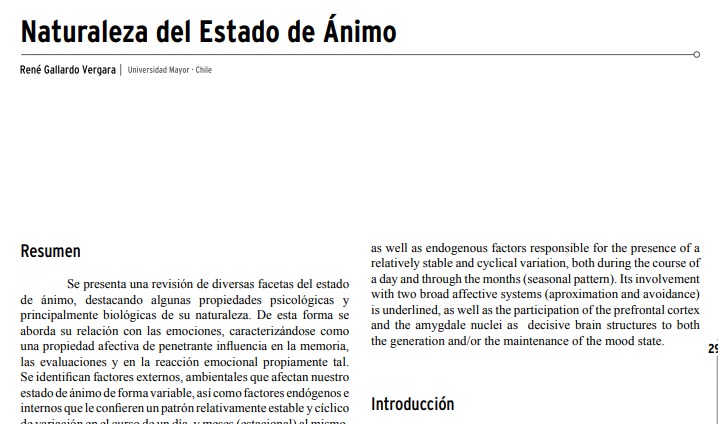 Naturaleza del Estado de Ánimo
René Gallardo Vergara | Universidad Mayor · Chile
Resumen
Se presenta una revisión de diversas facetas del estado
de ánimo, destacando algunas propiedades psicológicas y
principalmente biológicas de su naturaleza. De esta forma se
aborda su relación con las emociones, caracterizándose como
una propiedad afectiva de penetrante influencia en la memoria,
las evaluaciones y en la reacción emocional propiamente tal.
Se identifican factores externos, ambientales que afectan nuestro
estado de ánimo de forma variable, así como factores endógenos e
internos que le confieren un patrón relativamente estable y cíclico
de variación en el curso de un día, y meses (estacional) al mismo
as well as endogenous factors responsible for the presence of a
relatively stable and cyclical variation, both during the course of
a day and through the months (seasonal pattern). Its involvement
with two broad affective systems (aproximation and avoidance)
is underlined, as well as the participation of the prefrontal cortex
and the amygdale nuclei as decisive brain structures to both
the generation and/or the maintenance of the mood state.
Introducción
29